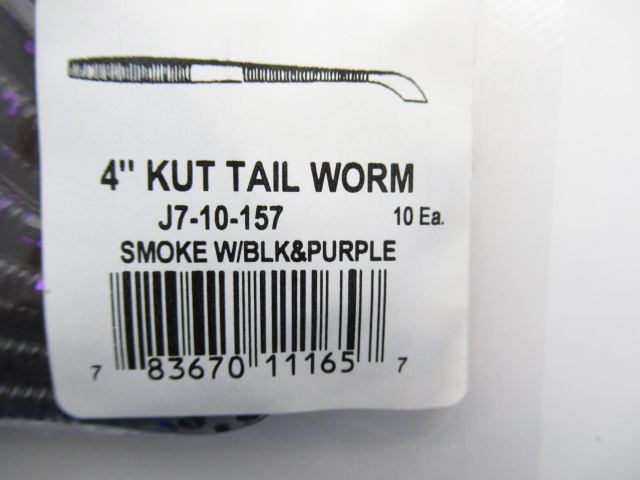 4" KUT TAIL WORM
J7-10-157 10 Ea.
SMOKE W/BLK&PURPLE
7 83670 11165 7